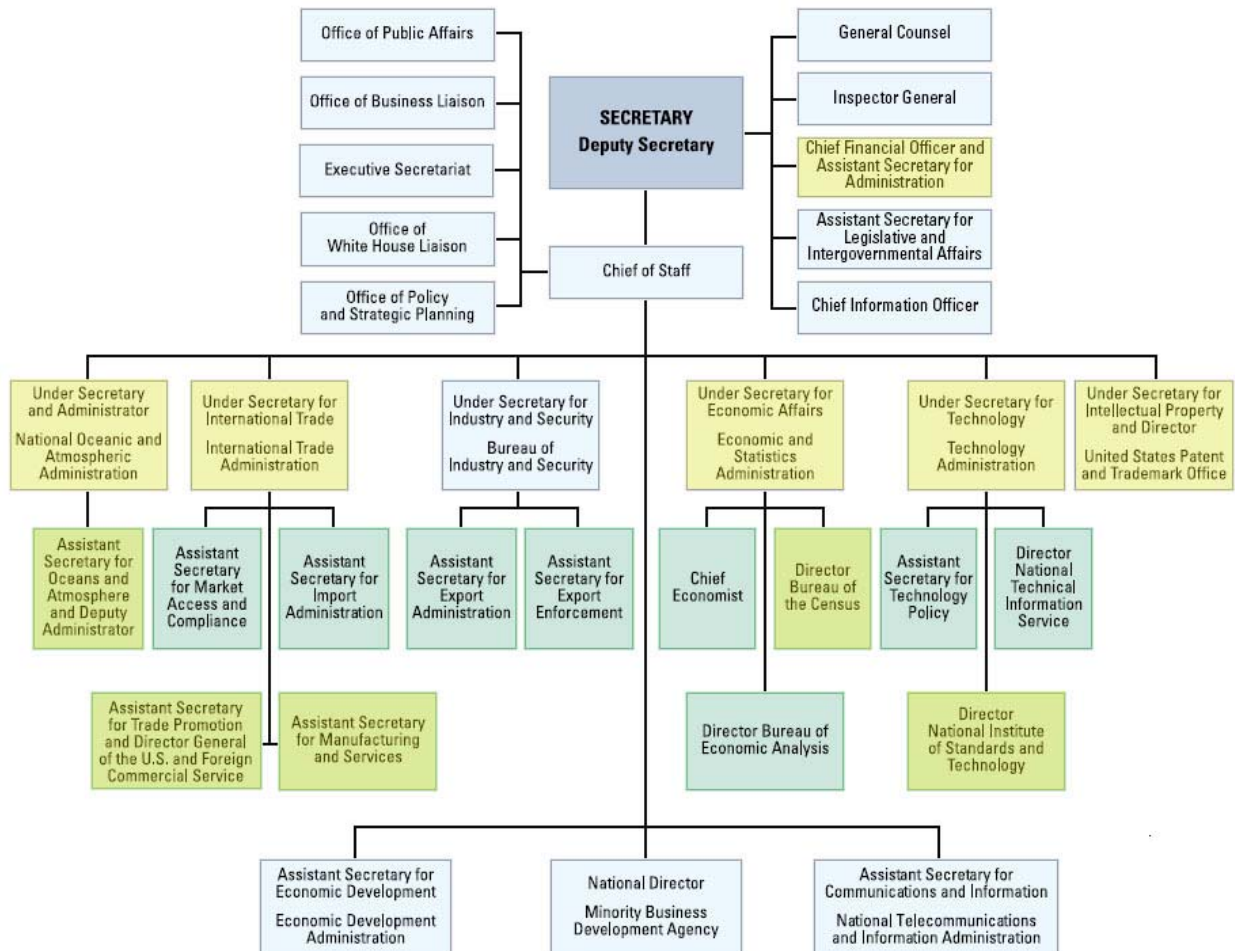 Office of Public Affairs
Office of Business Liaison
Executive Secretariat
Office of
White House Liaison
Office of Policy
and Strategic Planning
SECRETARY
Deputy Secretary
Chief of Staff
General Counsel
Inspector General
Chief Financial Officer and
Assistant Secretary for
Administration
Assistant Secretary for
Legislative and
Intergovernmental Affairs
Chief Information Officer
Under Secretary
and Administrator
National Oceanic and
Atmospheric
Administration
Under Secretary for
International Trade
International Trade
Administration
Under Secretary for
Industry and Security
Bureau of
Industry and Security
Under Secretary for
Economic Affairs
Economic and
Statistics
Administration
Under Secretary for
Technology
Technology
Administration
Under Secretary for
Intellectual Property
and Director
United States Patent
and Trademark Office
Assistant
Secretary for
Oceans and
Atmosphere
and Deputy
Administrator
Assistant
Secretary
for Market
Access and
Compliance
Assistant
Secretary for
Import
Administration
Assistant
Secretary for
Export
Administration
Assistant
Secretary for
Export
Enforcement
Chief
Economist
Director
Bureau of
the Census
Assistant
Secretary for
Technology
Policy
Director
National
Technical
Information
Service
Assistant Secretary
for Trade Promotion
and Director General
of the U.S. and Foreign
Commercial Service
Assistant Secretary
for Manufacturing
and Services
Director Bureau of
Economic Analysis
Director
National Institute
of Standards and
Technology
Assistant Secretary for
Economic Development
Economic Development
Administration
National Director
Minority Business
Development Agency
Assistant Secretary for
Communications and Information
National Telecommunications
and Information Administration